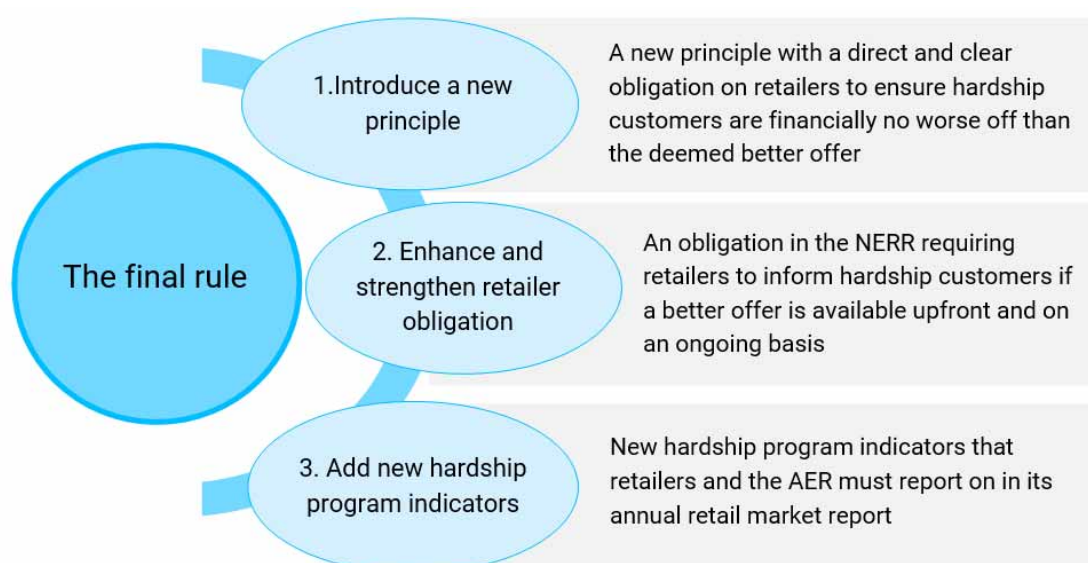 The final rule
1.Introduce a new
principle
A new principle with a direct and clear
obligation on retailers to ensure hardship
customers are financially no worse off than
the deemed better offer
2. Enhance and
strengthen retailer
obligation
An obligation in the NERR requiring
retailers to inform hardship customers if
a better offer is available upfront and on
an ongoing basis
3. Add new hardship
program indicators
New hardship program indicators that
retailers and the AER must report on in its
annual retail market report